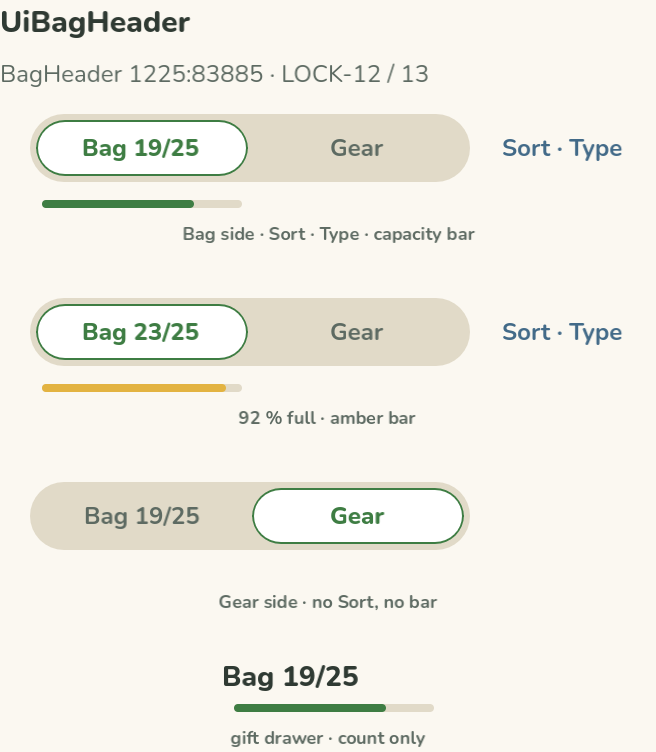 UiBagHeader
BagHeader 1225:83885 · LOCK-12 / 13
Bag 19/25 Gear Sort · Type
Bag side · Sort · Type · capacity bar
Bag 23/25 Gear Sort · Type
92 % full · amber bar
Bag 19/25 Gear
Gear side · no Sort, no bar
Bag 19/25
gift drawer · count only